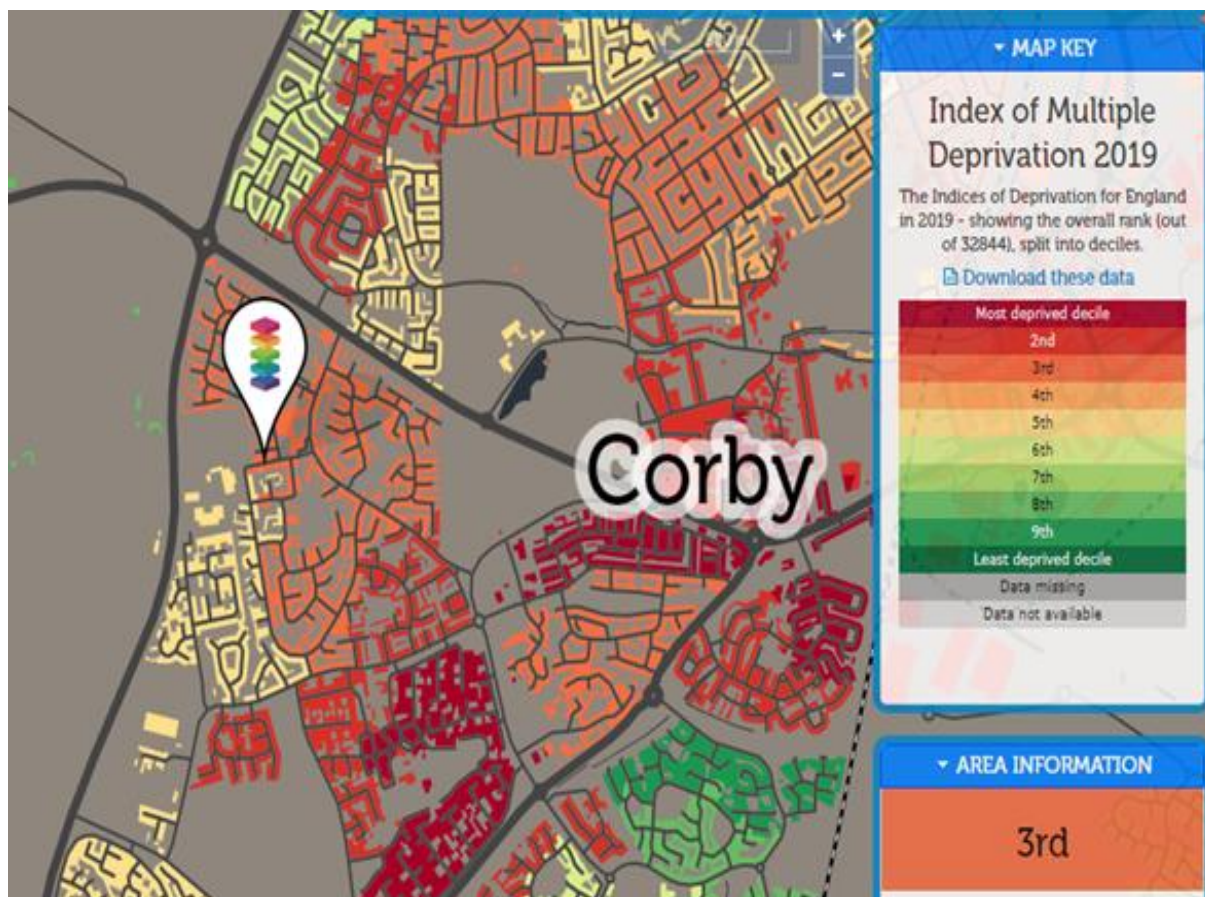 Corby
+
−
MAP KEY
Index of Multiple
Deprivation 2019
The Indices of Deprivation for England
in 2019 - showing the overall rank (out
of 32844), split into deciles.
Download these data
Most deprived decile
2nd
3rd
4th
5th
6th
7th
8th
9th
Least deprived decile
Data missing
Data not available
AREA INFORMATION
3rd